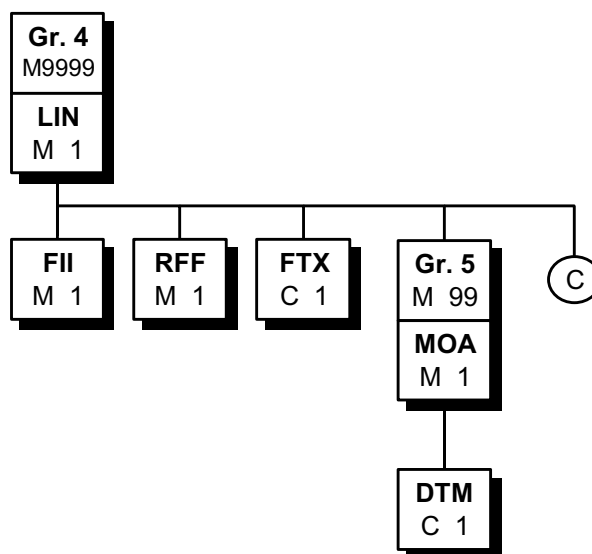 Gr. 4
M9999
LIN
M 1
FII
M 1
RFF
M 1
FTX
C 1
Gr. 5
M 99
MOA
M 1
C
DTM
C 1